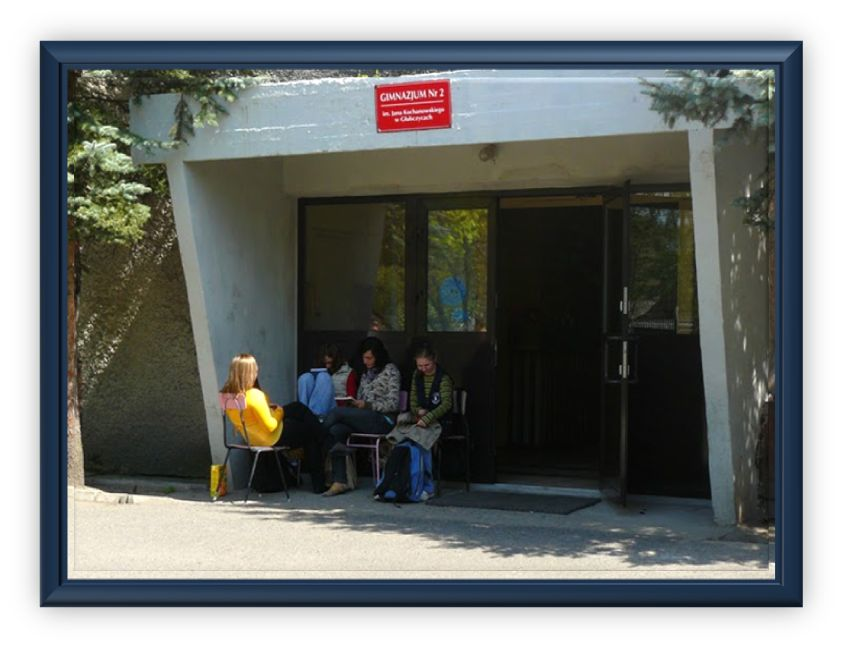 GIMNAZJUM Nr 2
im. Jana Kochanowskiego
w Głubczycach